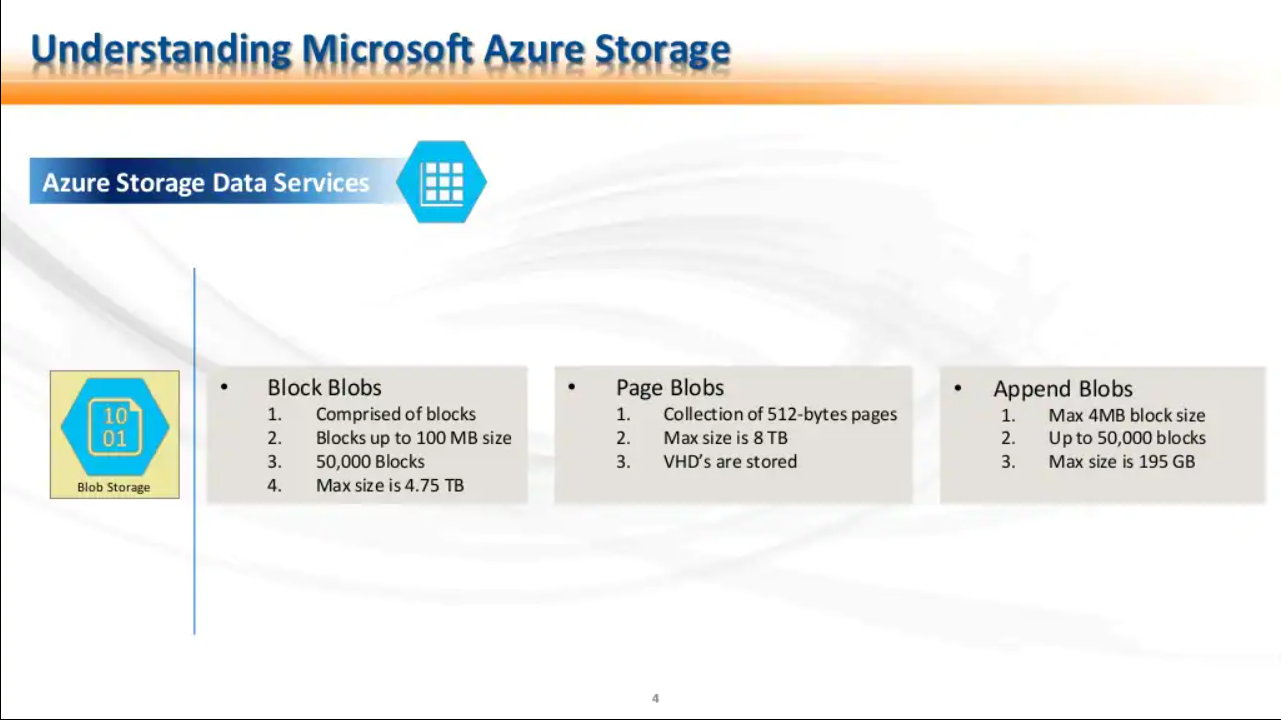 Understanding Microsoft Azure Storage
Azure Storage Data Services
10
01
Blob Storage
• Block Blobs
1. Comprised of blocks
2. Blocks up to 100 MB size
3. 50,000 Blocks
4. Max size is 4.75 TB
• Page Blobs
1. Collection of 512-bytes pages
2. Max size is 8 TB
3. VHD's are stored
• Append Blobs
1. Max 4MB block size
2. Up to 50,000 blocks
3. Max size is 195 GB
4